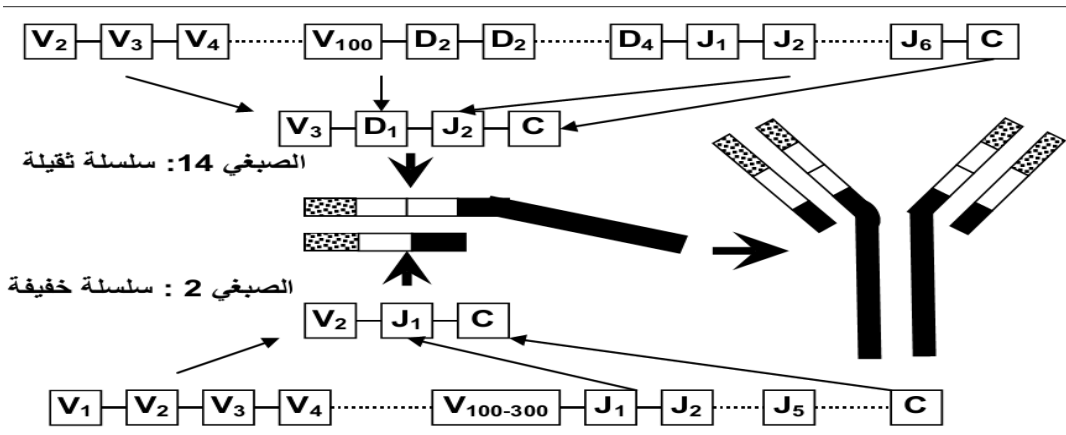 V2 V3 V4 V100 D2 D2 D4 J1 J2 J6 C
V3 D1 J2 C
الصبغي 14: سلسلة ثقيلة
الصبغي 2 : سلسلة خفيفة
V2 J1 C
V1 V2 V3 V4 V100-300 J1 J2 J5 C